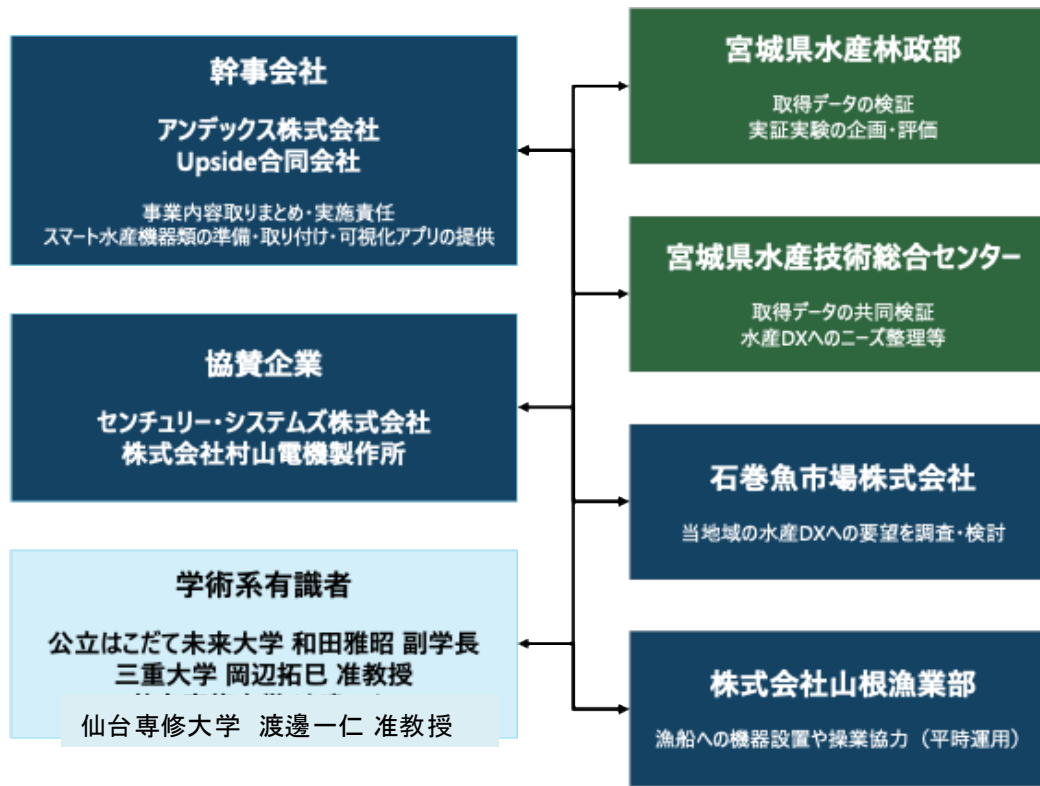 幹事会社
アンデックス株式会社
Upside合同会社
事業内容取りまとめ・実施責任
スマート水産機器類の準備・取り付け・可視化アプリの提供
協賛企業
センチュリー・システムズ株式会社
株式会社村山電機製作所
学術系有識者
公立はこだて未来大学 和田雅昭 副学長
三重大学 岡辺拓巳 准教授
仙台専修大学 渡邊一仁 准教授
宮城県水産林政部
取得データの検証
実証実験の企画・評価
宮城県水産技術総合センター
取得データの共同検証
水産DXへのニーズ整理等
石巻魚市場株式会社
当地域の水産DXへの要望を調査・検討
株式会社山根漁業部
漁船への機器設置や操業協力（平時運用）